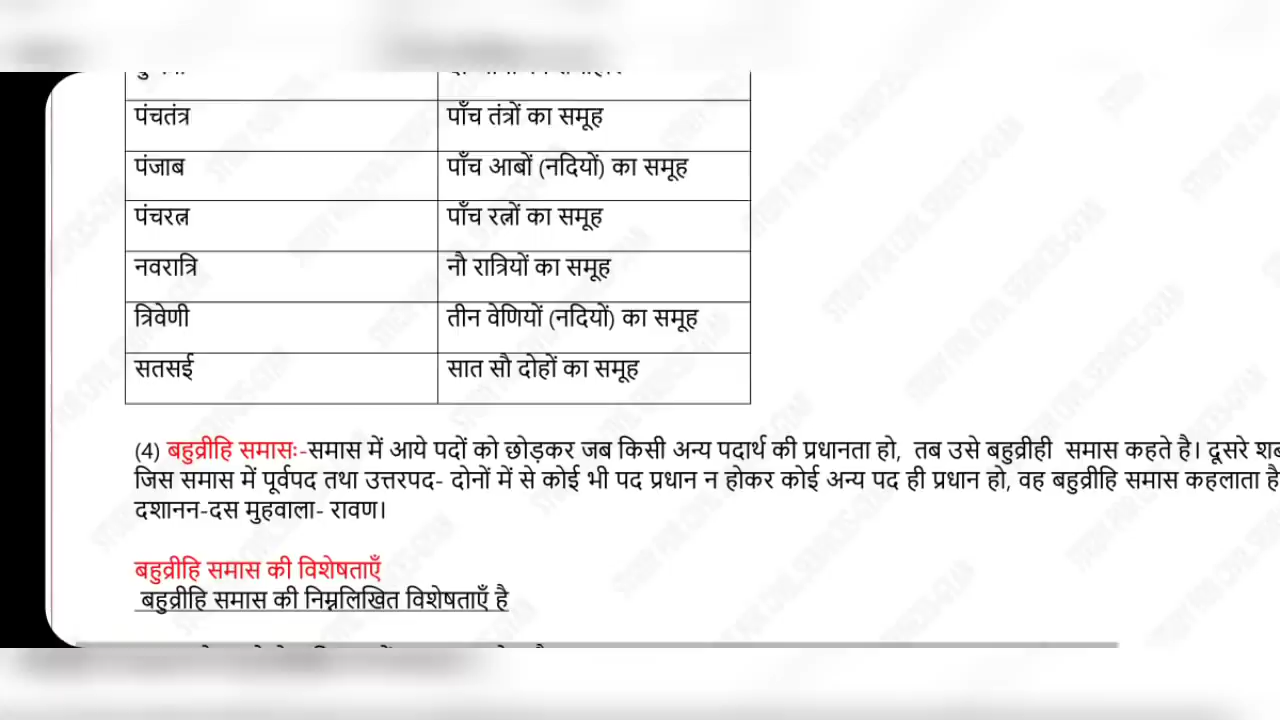 पंचतंत्र पाँच तंत्रों का समूह
पंजाब पाँच आबों (नदियों) का समूह
पंचरत्न पाँच रत्नों का समूह
नवरात्रि नौ रात्रियों का समूह
त्रिवेणी तीन वेणियों (नदियों) का समूह
सतसई सात सौ दोहों का समूह
(4) बहुव्रीहि समासः-समास में आये पदों को छोड़कर जब किसी अन्य पदार्थ की प्रधानता हो, तब उसे बहुव्रीही समास कहते है। दूसरे
जिस समास में पूर्वपद तथा उत्तरपद- दोनों में से कोई भी पद प्रधान न होकर कोई अन्य पद ही प्रधान हो, वह बहुव्रीहि समास कहलाता है
दशानन-दस मुहवाला- रावण।
बहुव्रीहि समास की विशेषताएँ
बहुव्रीहि समास की निम्नलिखित विशेषताएँ है